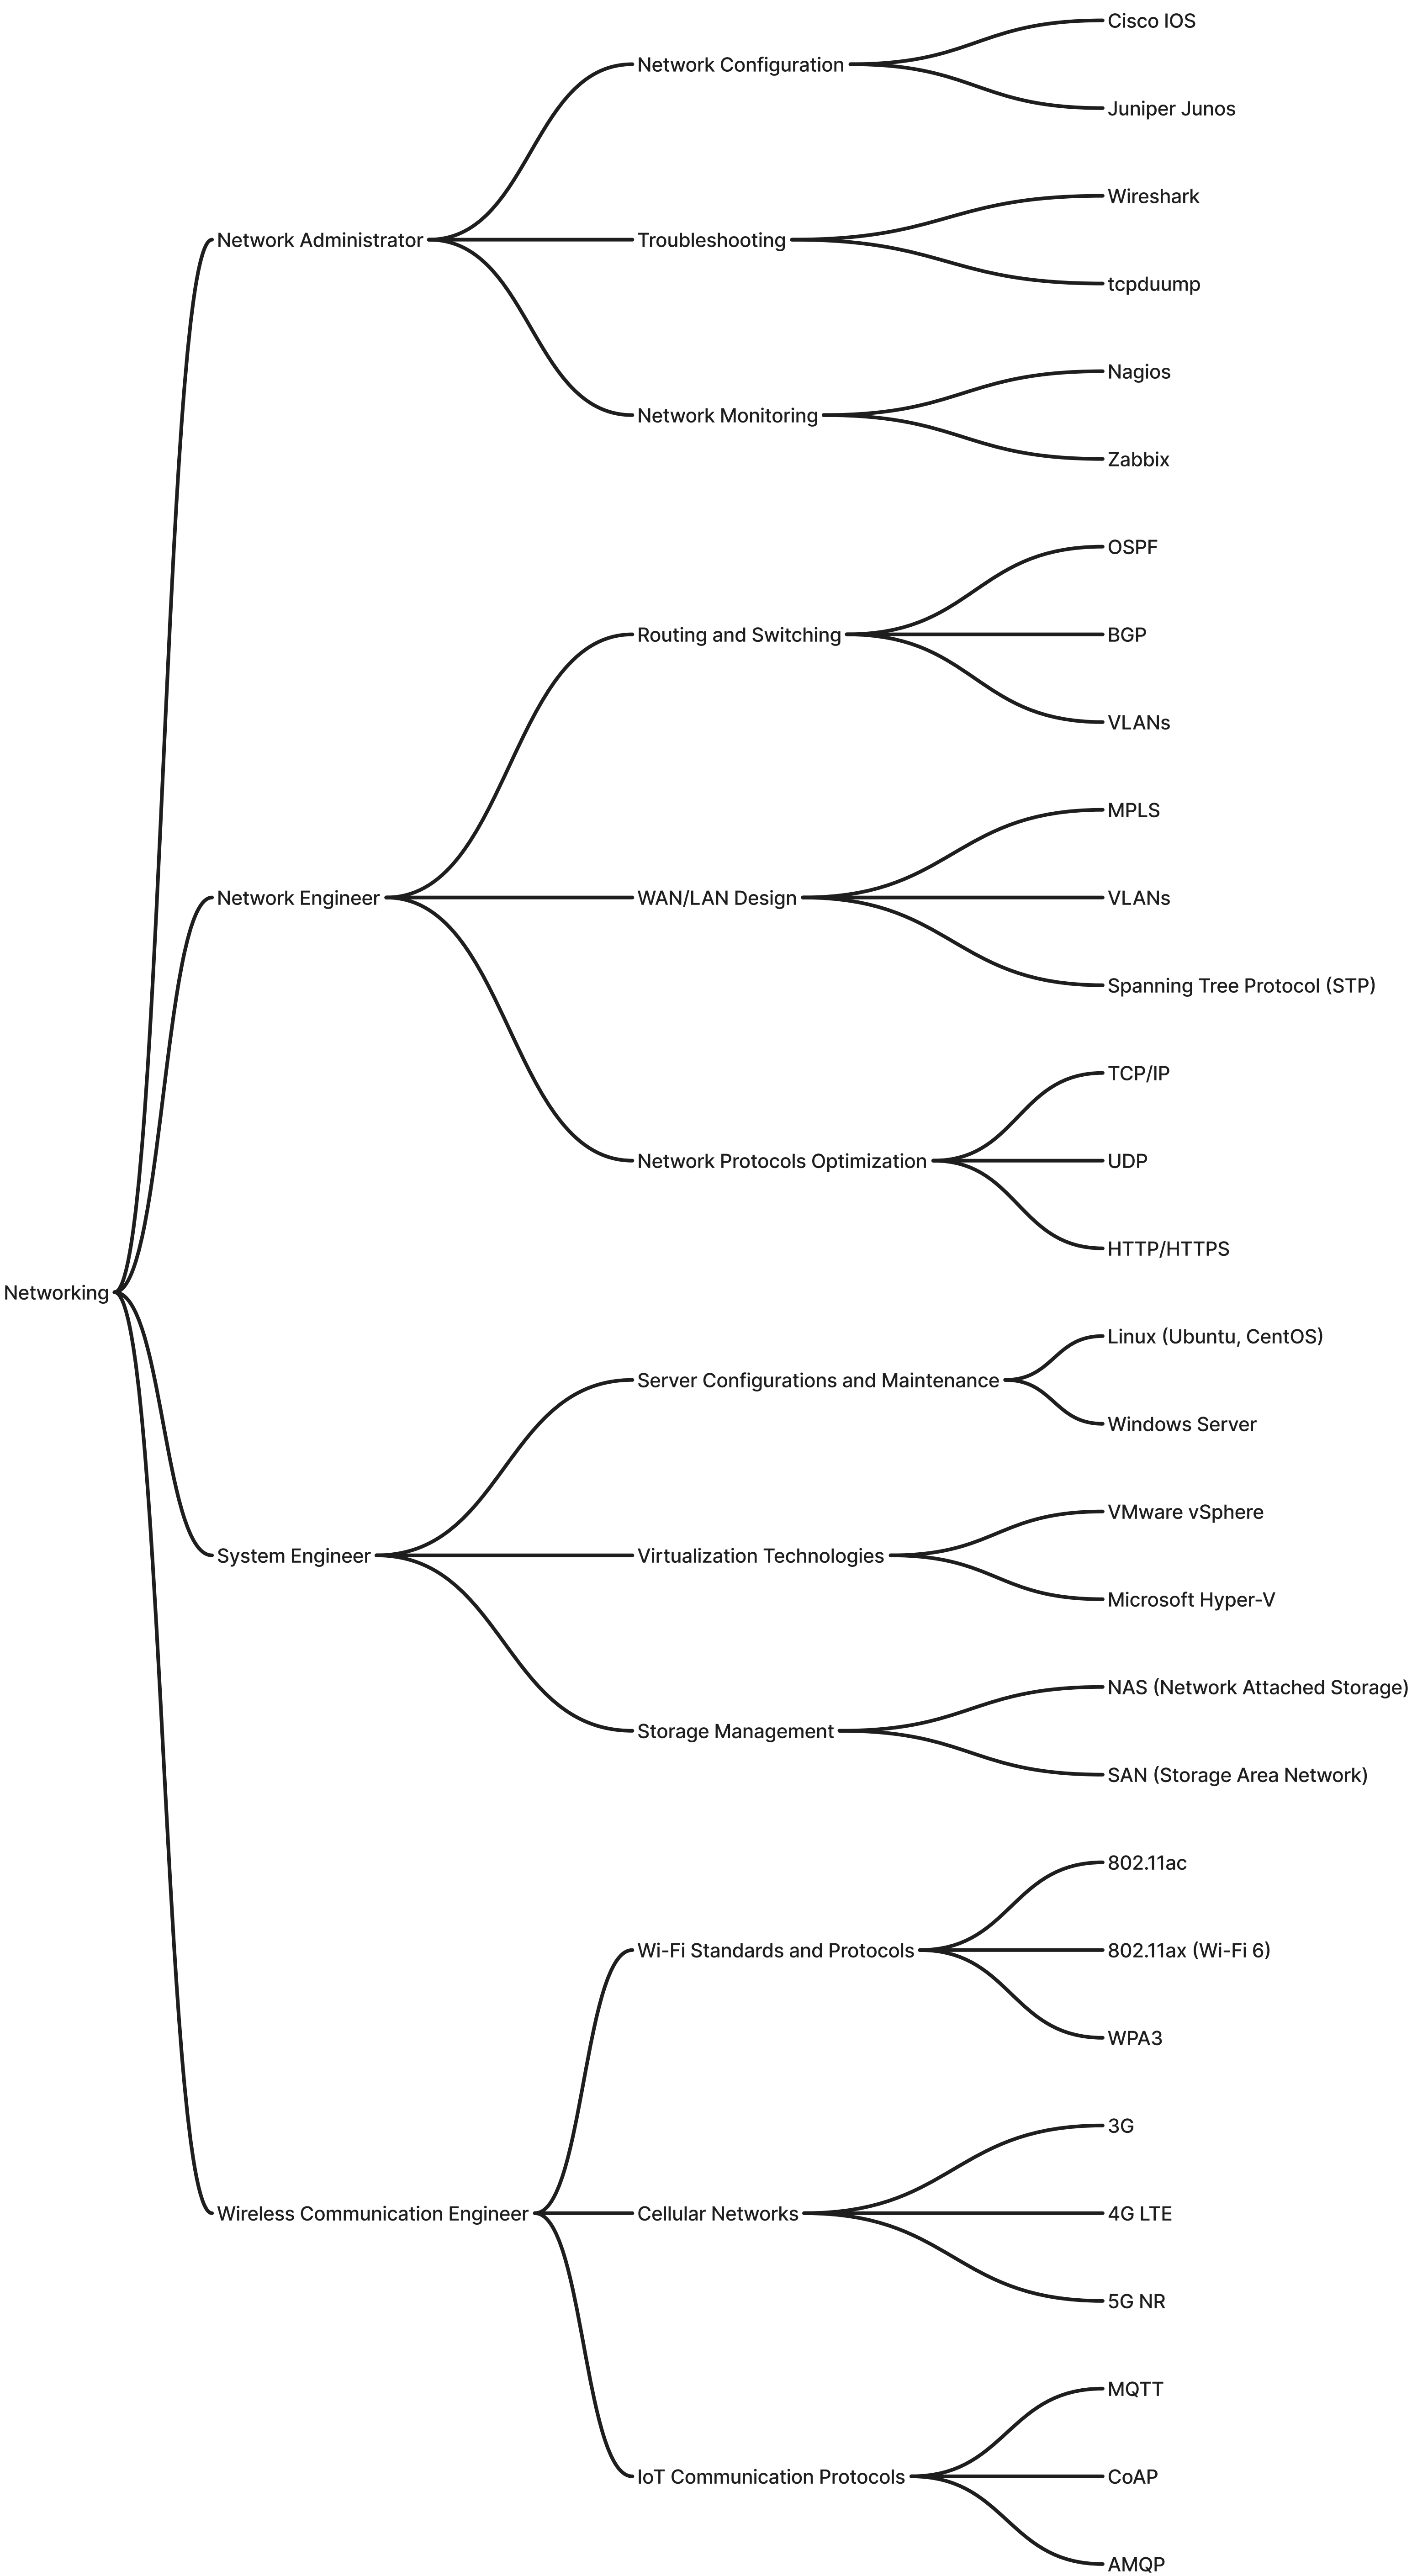 Networking
Network Administrator
Network Configuration
Cisco IOS
Juniper Junos
Troubleshooting
Wireshark
tcpduump
Network Monitoring
Nagios
Zabbix
Network Engineer
Routing and Switching
OSPF
BGP
VLANs
WAN/LAN Design
MPLS
VLANs
Spanning Tree Protocol (STP)
Network Protocols Optimization
TCP/IP
UDP
HTTP/HTTPS
System Engineer
Server Configurations and Maintenance
Linux (Ubuntu, CentOS)
Windows Server
Virtualization Technologies
VMware vSphere
Microsoft Hyper-V
Storage Management
NAS (Network Attached Storage)
SAN (Storage Area Network)
Wireless Communication Engineer
Wi-Fi Standards and Protocols
802.11ac
802.11ax (Wi-Fi 6)
WPA3
Cellular Networks
3G
4G LTE
5G NR
IoT Communication Protocols
MQTT
CoAP
AMQP